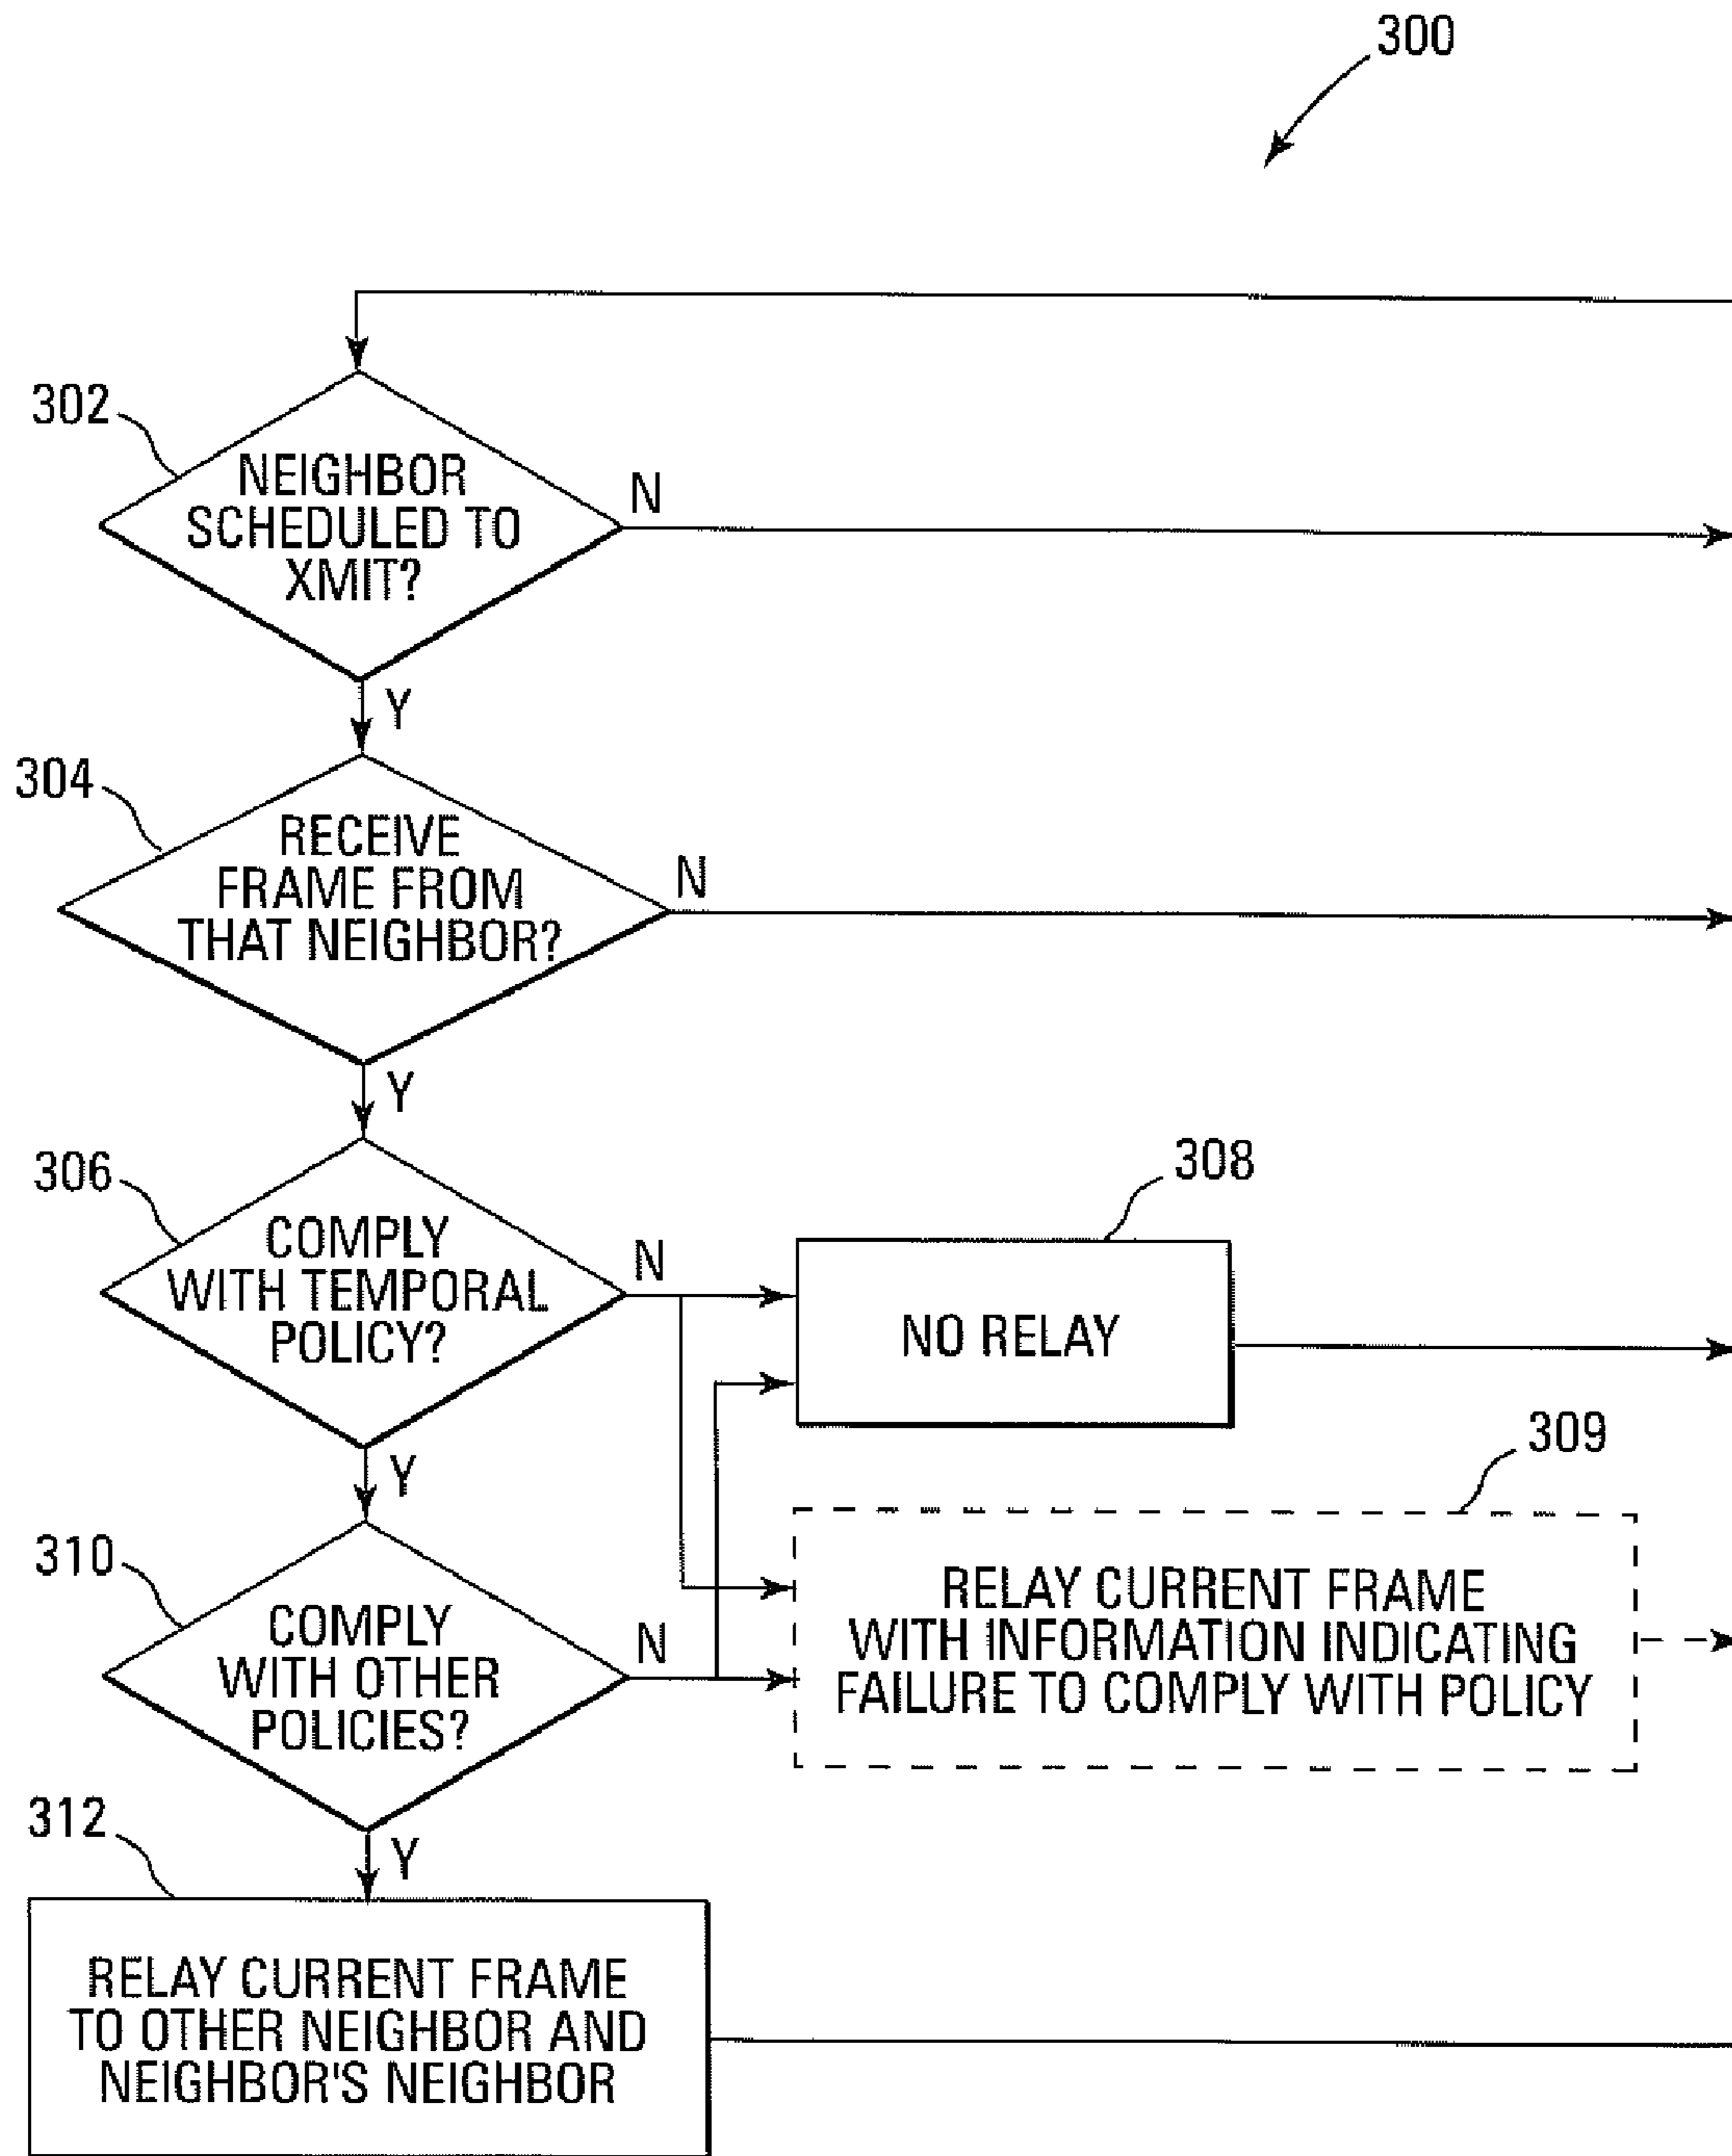 300
302
NEIGHBOR
SCHEDULED TO
XMIT?
N
Y
304
RECEIVE
FRAME FROM
THAT NEIGHBOR?
N
Y
306
COMPLY
WITH TEMPORAL
POLICY?
N
Y
308
NO RELAY
309
RELAY CURRENT FRAME
WITH INFORMATION INDICATING
FAILURE TO COMPLY WITH POLICY
310
COMPLY
WITH OTHER
POLICIES?
N
Y
312
RELAY CURRENT FRAME
TO OTHER NEIGHBOR AND
NEIGHBOR'S NEIGHBOR